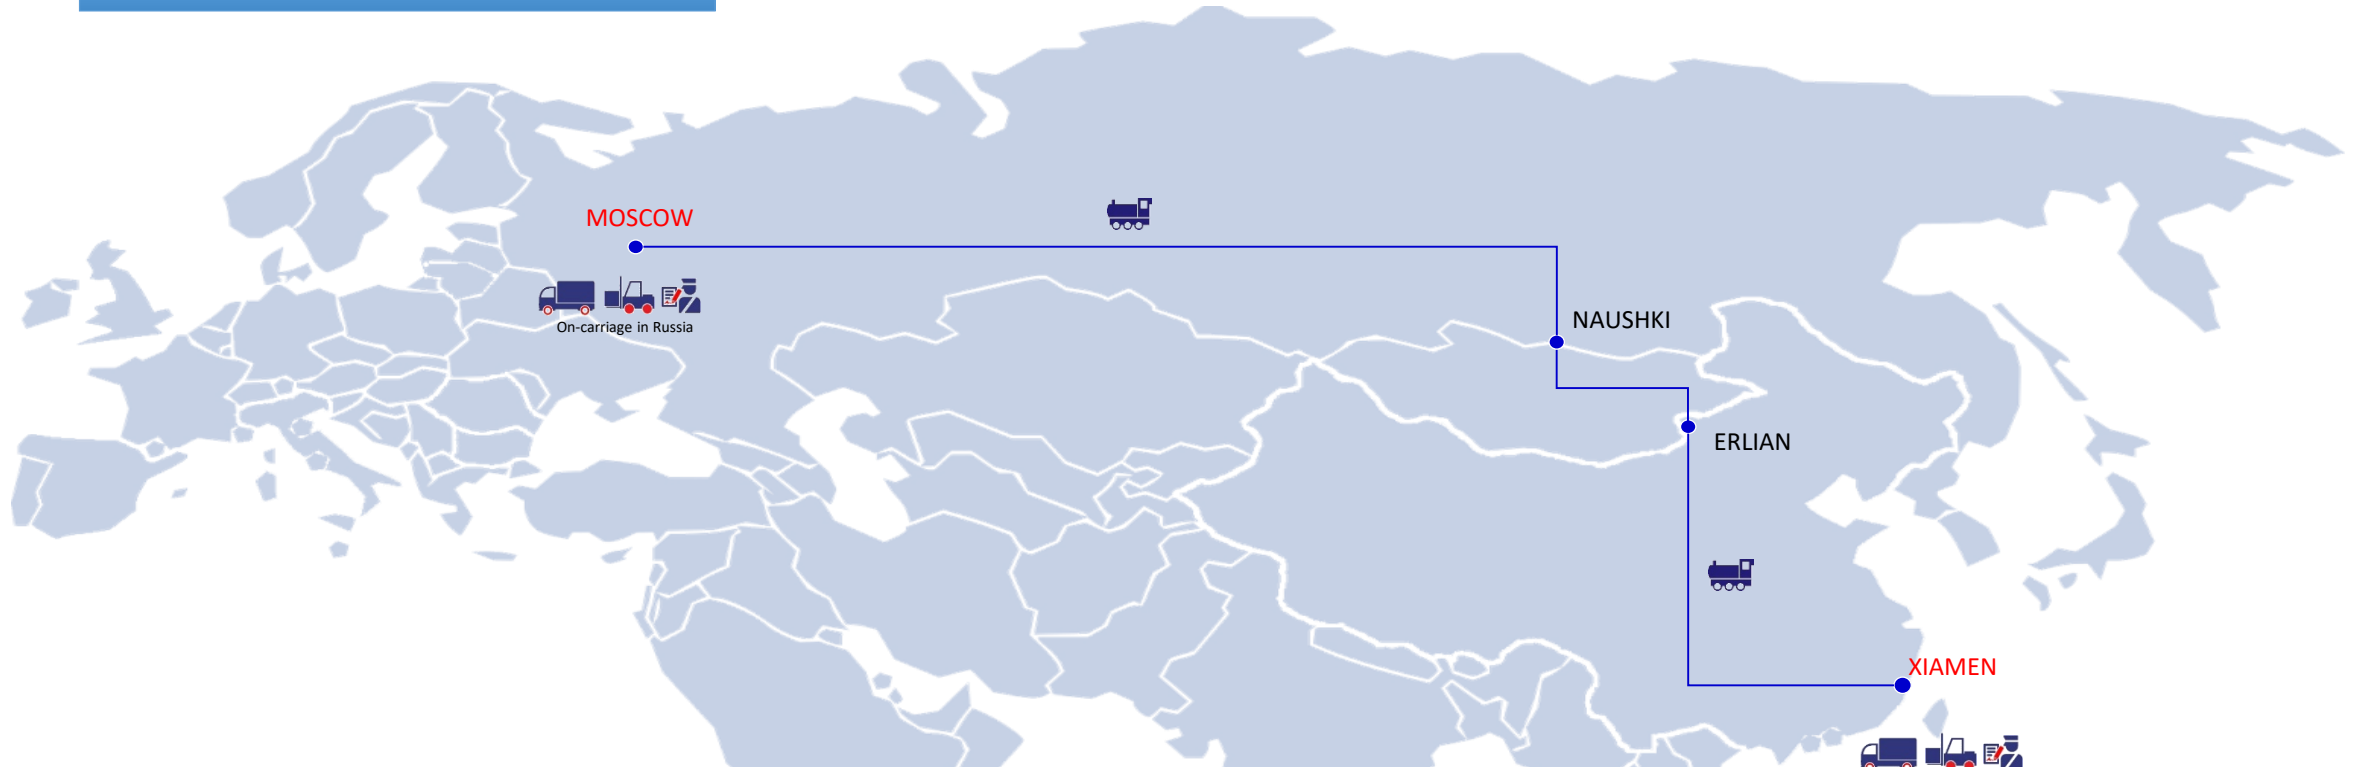 MOSCOW
On-carriage in Russia
NAUSHKI
ERLIAN
XIAMEN